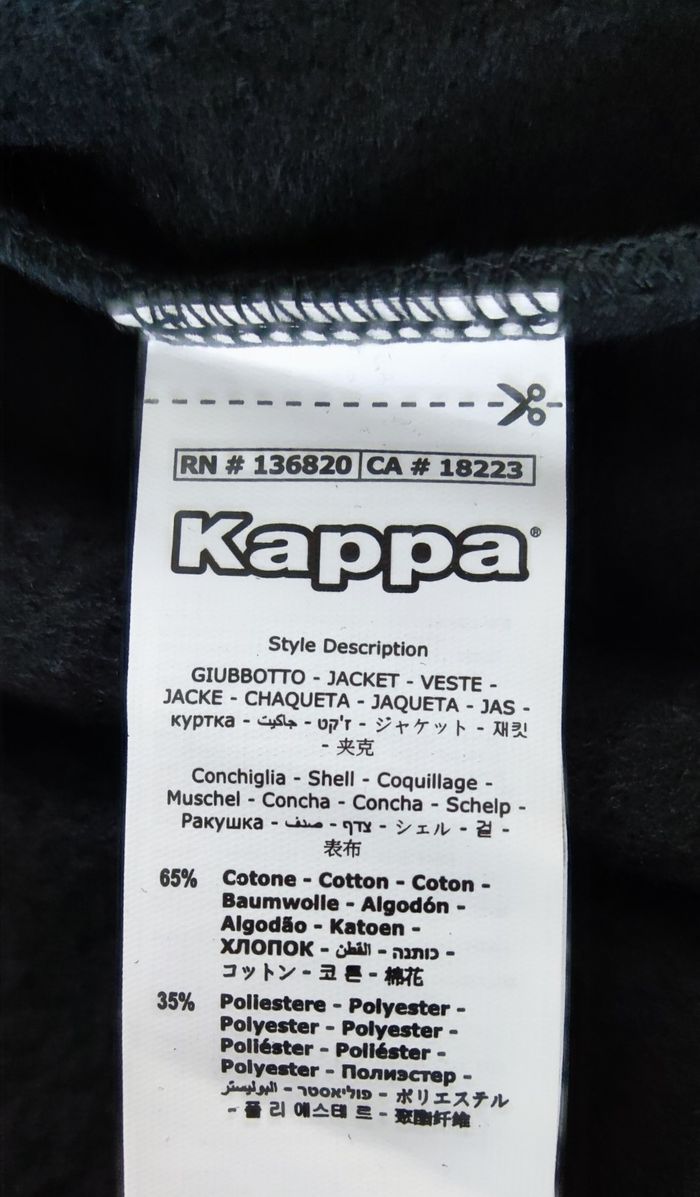 RN # 136820 CA # 18223
Kappa®
Style Description
GIUBBOTTO - JACKET - VESTE -
JACKE - CHAQUETA - JAQUETA - JAS -
куртка - جاكيت - ז'קט - ジャケット - 재킷
- 夹克
Conchiglia - Shell - Coquillage -
Muschel - Concha - Concha - Schelp -
Ракушка - صدف - צדף - シェル - 겉 -
表布
65% Cotone - Cotton - Coton -
Baumwolle - Algodón -
Algodão - Katoen -
ХЛОПОК - القطن - כותנה -
コットン - 코 튼 - 棉花
35% Poliestere - Polyester -
Polyester - Polyester -
Poliéster - Poliéster -
Polyester - Полиэстер -
البوليستر - פוליאסטר - ポリエステル
- 폴 리 에스테 르 - 聚酯纤维